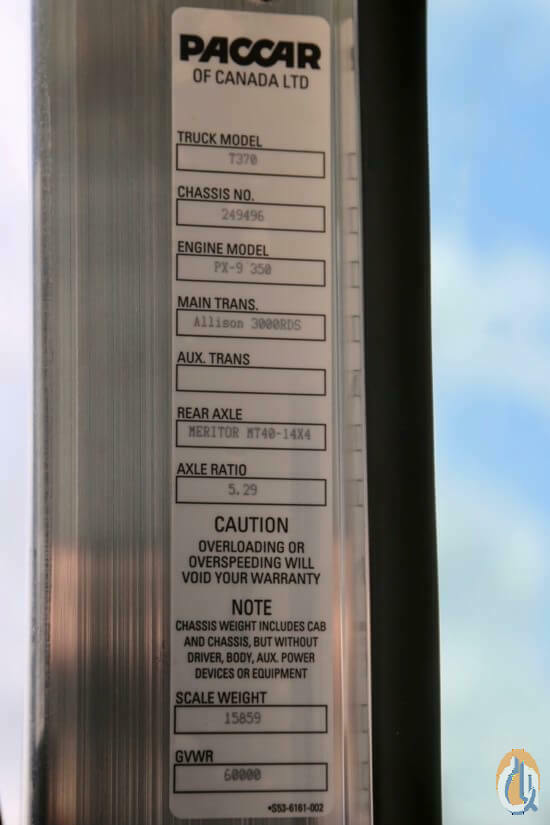 PACCAR
OF CANADA LTD
TRUCK MODEL
T370
CHASSIS NO.
249496
ENGINE MODEL
PX-9 350
MAIN TRANS.
Allison 3000RDS
AUX. TRANS
REAR AXLE
MERITOR MT40-14X4
AXLE RATIO
5.29
CAUTION
OVERLOADING OR
OVERSPEEDING WILL
VOID YOUR WARRANTY
NOTE
CHASSIS WEIGHT INCLUDES CAB
AND CHASSIS, BUT WITHOUT
DRIVER, BODY, AUX. POWER
DEVICES OR EQUIPMENT
SCALE WEIGHT
15859
GVWR
60000
•S53-6161-002